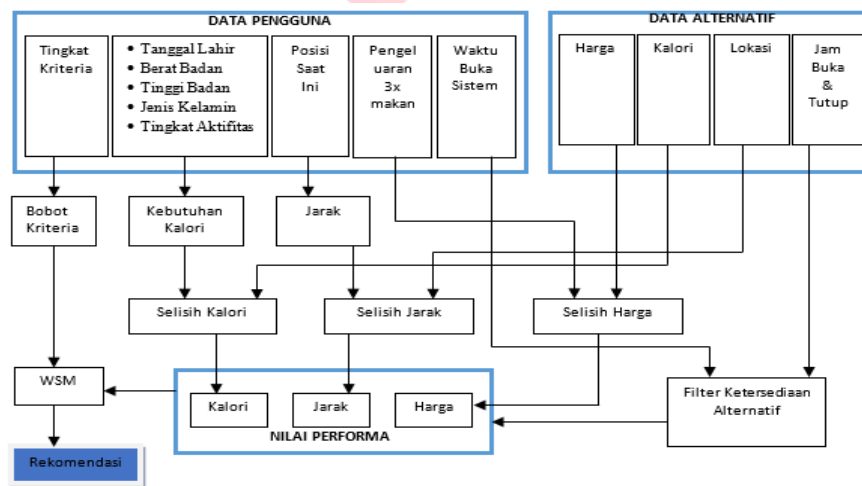 DATA PENGGUNA
DATA ALTERNATIF
Tingkat
Kriteria
• Tanggal Lahir
• Berat Badan
• Tinggi Badan
• Jenis Kelamin
• Tingkat Aktifitas
Posisi
Saat
Ini
Pengel
uaran
3x
makan
Waktu
Buka
Sistem
Harga
Kalori
Lokasi
Jam
Buka
&
Tutup
Bobot
Kriteria
Kebutuhan
Kalori
Jarak
Selisih Kalori
Selisih Jarak
Selisih Harga
WSM
Kalori
Jarak
Harga
NILAI PERFORMA
Filter Ketersediaan
Alternatif
Rekomendasi